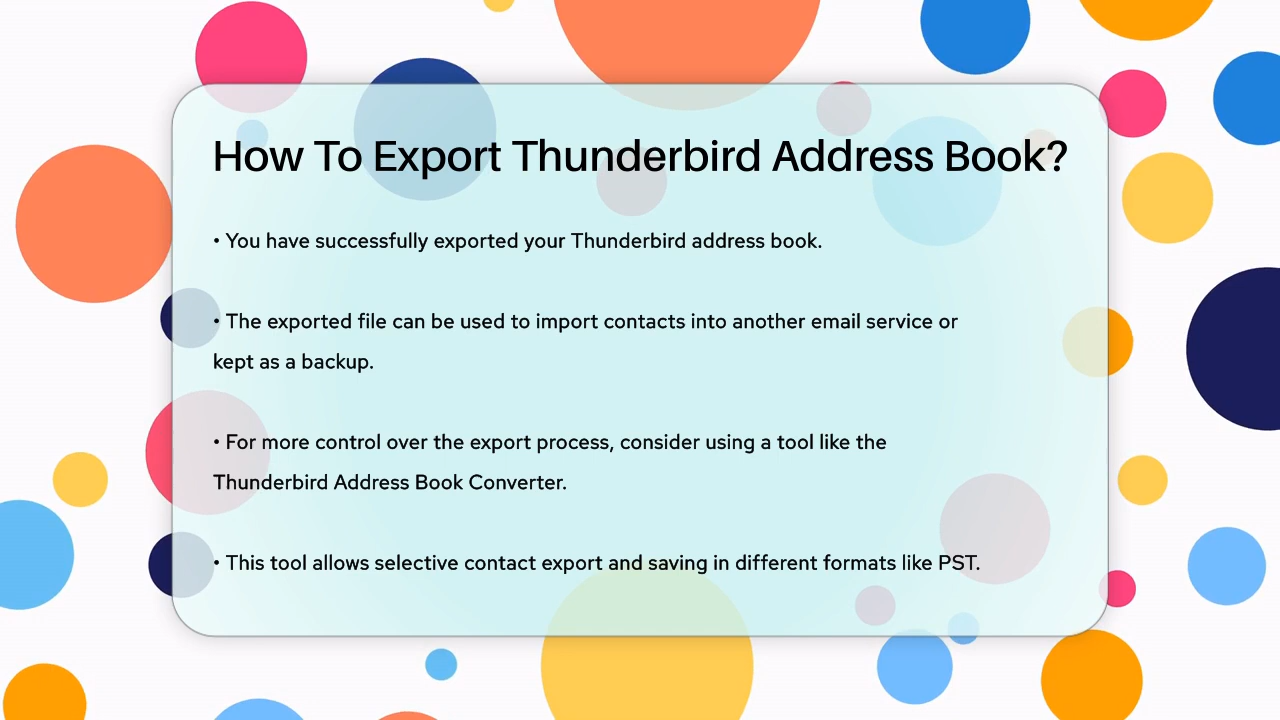 How To Export Thunderbird Address Book?
• You have successfully exported your Thunderbird address book.
• The exported file can be used to import contacts into another email service or
kept as a backup.
• For more control over the export process, consider using a tool like the
Thunderbird Address Book Converter.
• This tool allows selective contact export and saving in different formats like PST.